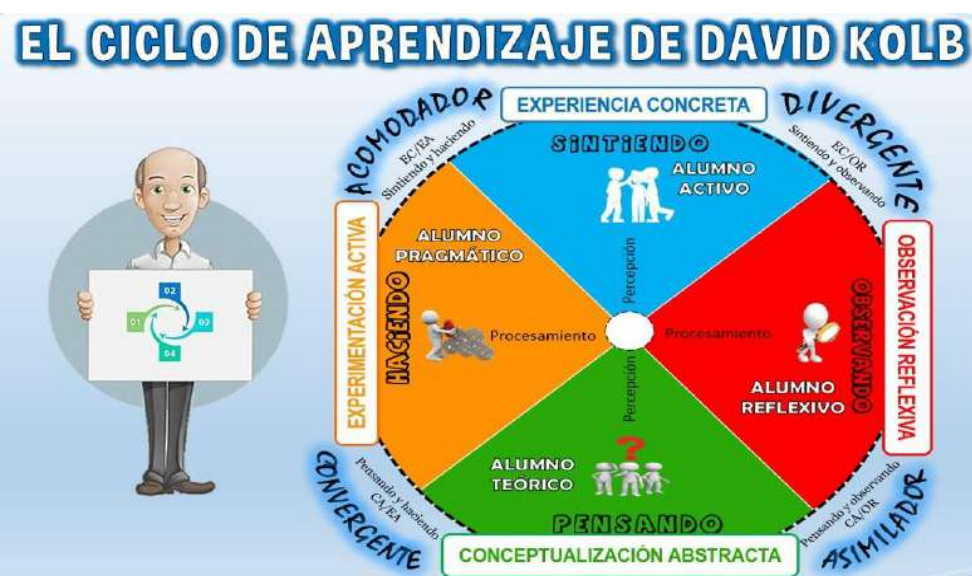 EL CICLO DE APRENDIZAJE DE DAVID KOLB
ACOMODADOR
EC/EA
Sintiendo y haciendo
EXPERIENCIA CONCRETA
DIVERGENTE
EC/OR
Sintiendo y observando
SINTIENDO
ALUMNO
ACTIVO
Percepción
EXPERIMENTACIÓN ACTIVA
HACIENDO
ALUMNO
PRAGMÁTICO
Procesamiento
Procesamiento
OBSERVANDO
OBSERVACIÓN REFLEXIVA
ALUMNO
REFLEXIVO
02
01
03
04
Percepción
ALUMNO
TEÓRICO
?
PENSANDO
CONVERGENTE
Pensando y haciendo
CA/EA
CONCEPTUALIZACIÓN ABSTRACTA
Pensando y observando
CA/OR
ASIMILADOR